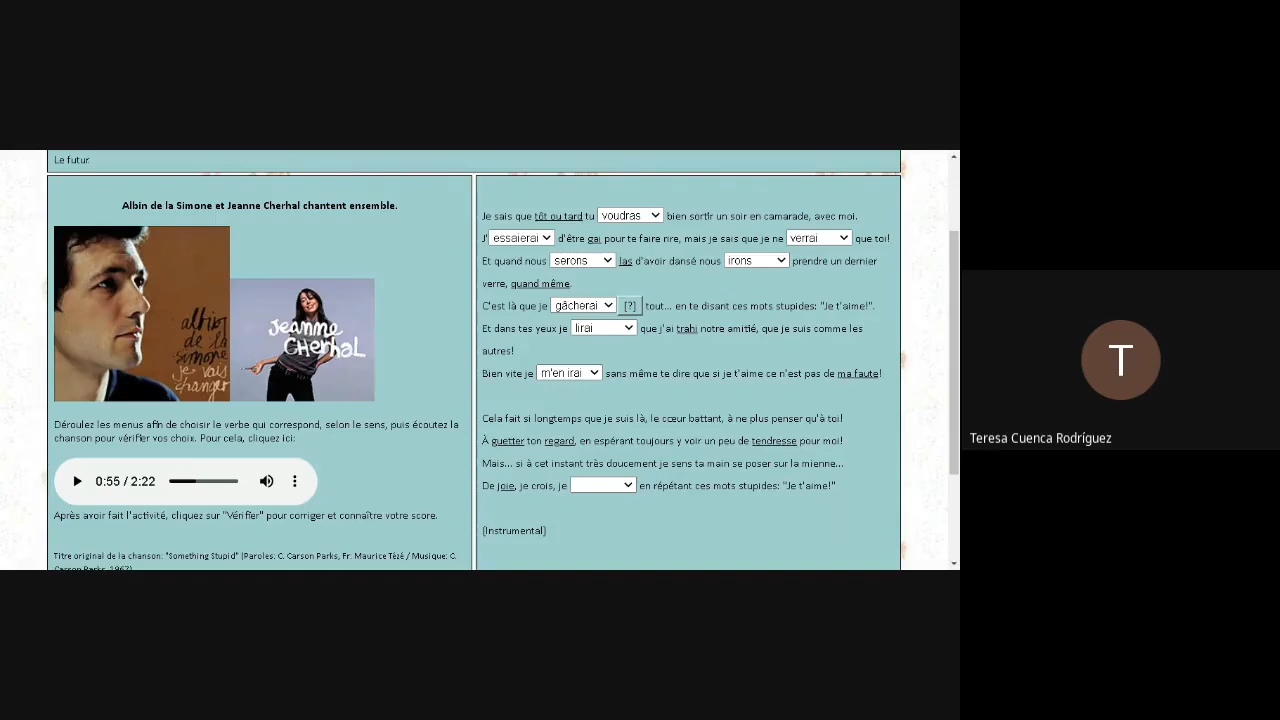 Le futur.
Albin de la Simone et Jeanne Cherhal chantent ensemble.
albin
de la
simone
je vais
changer
Jeanne
CHerHaL
Déroulez les menus afin de choisir le verbe qui correspond, selon le sens, puis écoutez la
chanson pour vérifier vos choix. Pour cela, cliquez ici:
0:55 / 2:22
Après avoir fait l'activité, cliquez sur "Vérifier" pour corriger et connaître votre score.
Titre original de la chanson: "Something Stupid" (Paroles: C. Carson Parks, Fr: Maurice Tézé / Musique: C.
Carson Parks, 1967)
Je sais que tôt ou tard tu voudras bien sortir un soir en camarade, avec moi.
J' essaierai d'être gai pour te faire rire, mais je sais que je ne verrai que toi!
Et quand nous serons las d'avoir dansé nous irons prendre un dernier
verre, quand même.
C'est là que je gâcherai [?] tout... en te disant ces mots stupides: "Je t'aime!".
Et dans tes yeux je lirai que j'ai trahi notre amitié, que je suis comme les
autres!
Bien vite je m'en irai sans même te dire que si je t'aime ce n'est pas de ma faute!
Cela fait si longtemps que je suis là, le cœur battant, à ne plus penser qu'à toi!
À guetter ton regard, en espérant toujours y voir un peu de tendresse pour moi!
Mais... si à cet instant très doucement je sens ta main se poser sur la mienne...
De joie, je crois, je en répétant ces mots stupides: "Je t'aime!"
(Instrumental)
T
Teresa Cuenca Rodríguez